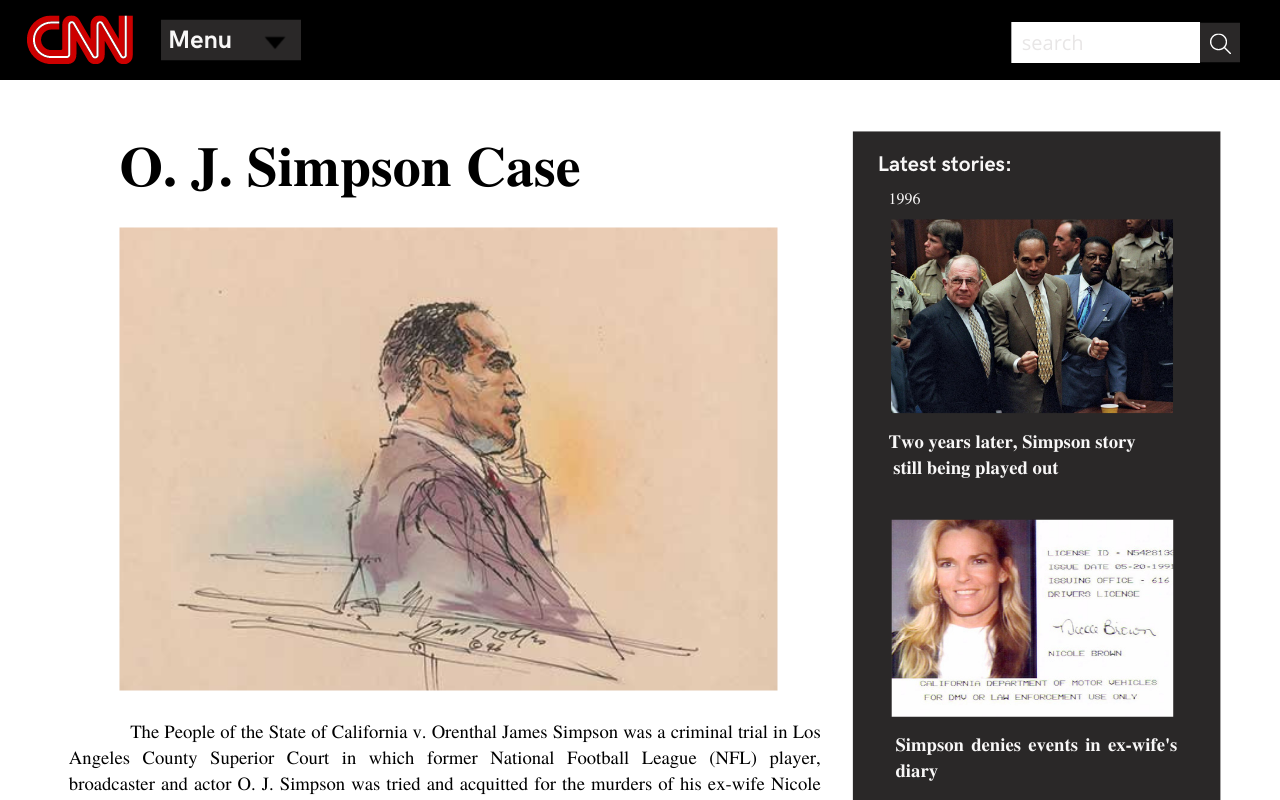 CNN
Menu
search
O. J. Simpson Case
Bill Robles
© 96
The People of the State of California v. Orenthal James Simpson was a criminal trial in Los
Angeles County Superior Court in which former National Football League (NFL) player,
broadcaster and actor O. J. Simpson was tried and acquitted for the murders of his ex-wife Nicole
Latest stories:
1996
Two years later, Simpson story
still being played out
LICENSE ID - N542813
ISSUE DATE 05-20-199
ISSUING OFFICE - 616
DRIVERS LICENSE
Nicole Brown
NICOLE BROWN
CALIFORNIA DEPARTMENT OF MOTOR VEHICLES
FOR DMV OR LAW ENFORCEMENT USE ONLY
Simpson denies events in ex-wife's
diary